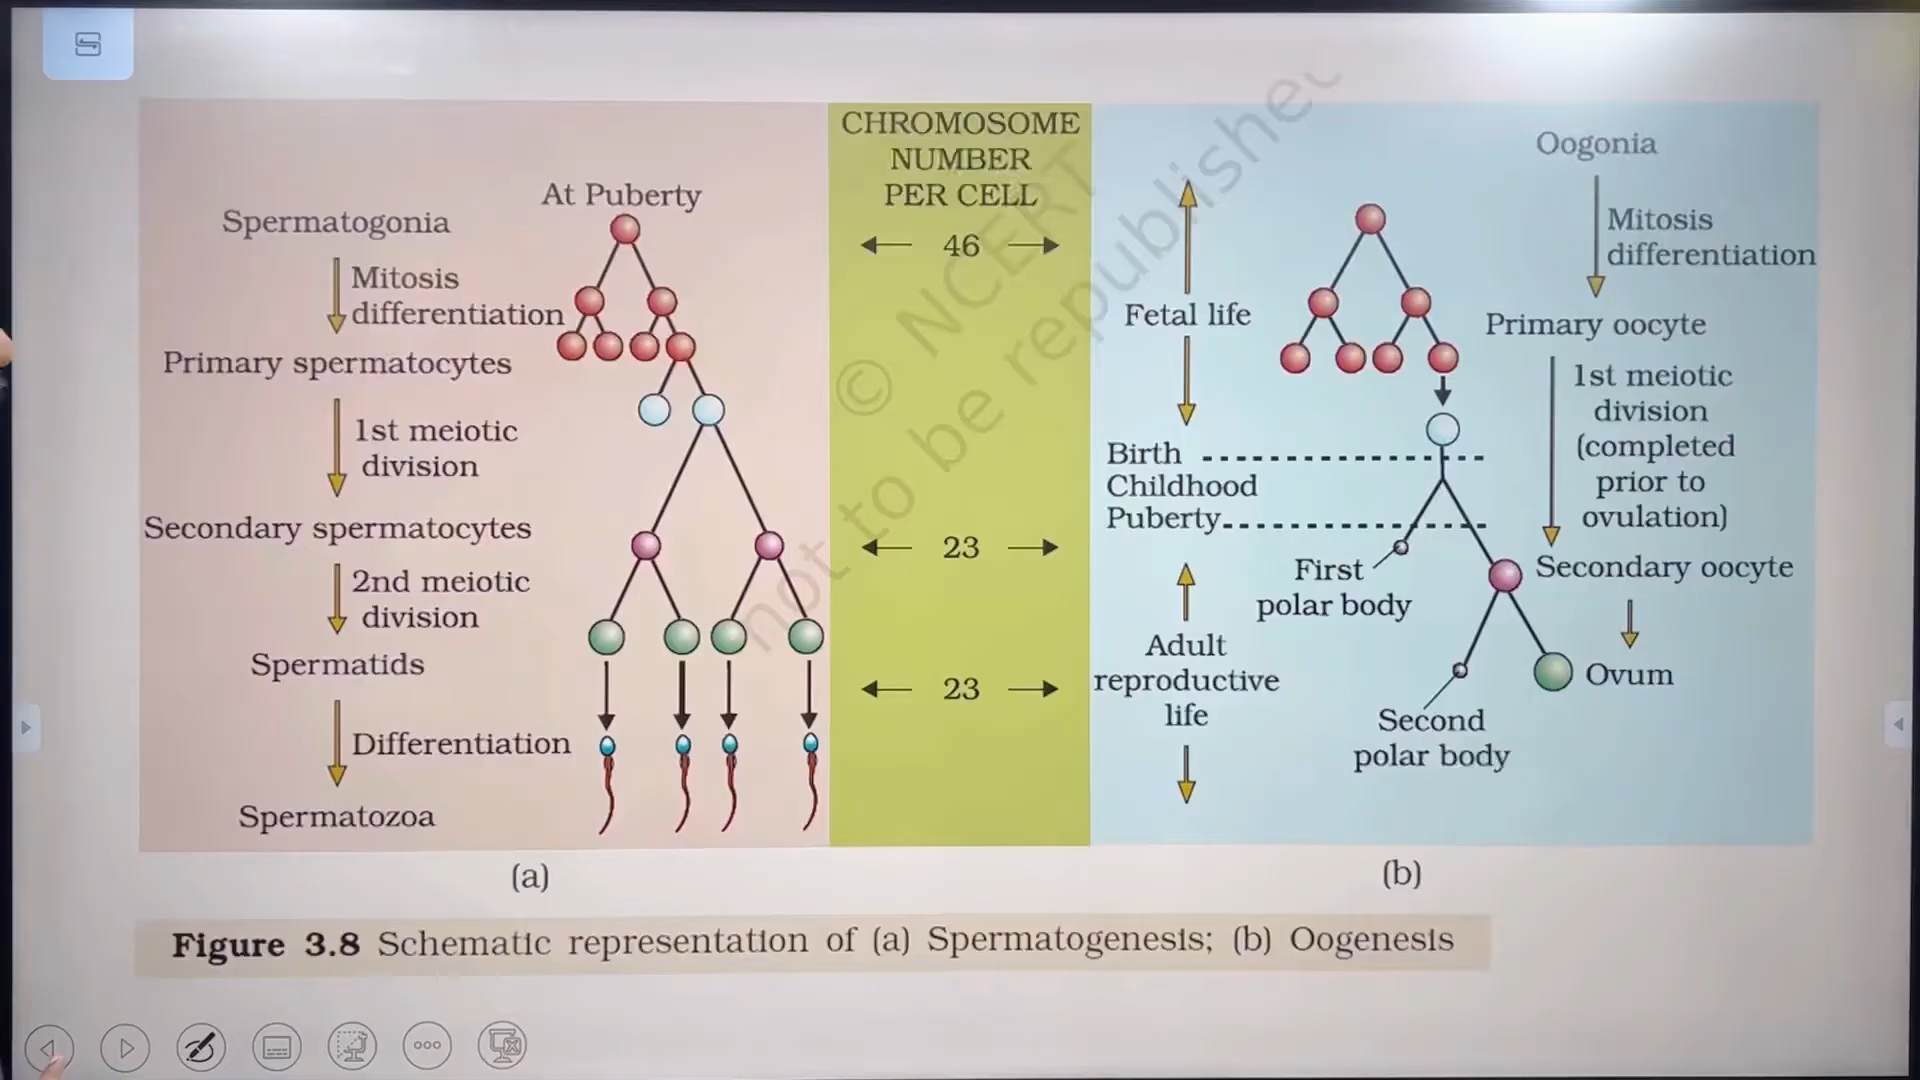 At Puberty
Spermatogonia
Mitosis
differentiation
Primary spermatocytes
1st meiotic
division
Secondary spermatocytes
2nd meiotic
division
Spermatids
Differentiation
Spermatozoa
(a)
CHROMOSOME
NUMBER
PER CELL
46
23
23
© NCERT
not to be republished
Fetal life
Birth
Childhood
Puberty
Adult
reproductive
life
First
polar body
Second
polar body
Oogonia
Mitosis
differentiation
Primary oocyte
1st meiotic
division
(completed
prior to
ovulation)
Secondary oocyte
Ovum
(b)
Figure 3.8 Schematic representation of (a) Spermatogenesis; (b) Oogenesis